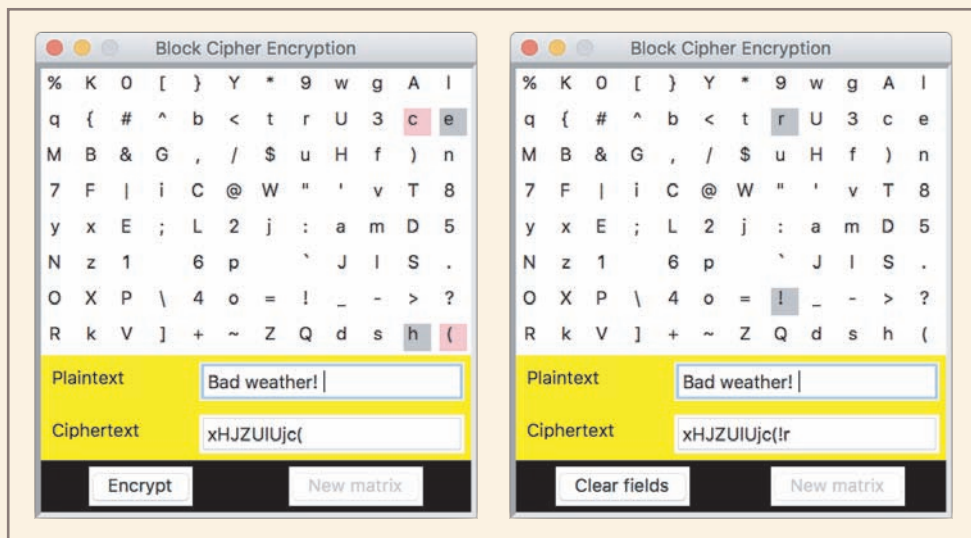 Block Cipher Encryption
% K 0 [ } Y * 9 w g A l
q { # ^ b < t r U 3 c e
M B & G , / $ u H f ) n
7 F | i C @ W " ' v T 8
y x E ; L 2 j : a m D 5
N z 1 6 p ` J I S .
O X P \ 4 o = ! _ - > ?
R k V ] + ~ Z Q d s h (
Plaintext Bad weather!
Ciphertext xHJZUlUjc(
Encrypt New matrix
Block Cipher Encryption
% K 0 [ } Y * 9 w g A l
q { # ^ b < t r U 3 c e
M B & G , / $ u H f ) n
7 F | i C @ W " ' v T 8
y x E ; L 2 j : a m D 5
N z 1 6 p ` J I S .
O X P \ 4 o = ! _ - > ?
R k V ] + ~ Z Q d s h (
Plaintext Bad weather!
Ciphertext xHJZUlUjc(!r
Clear fields New matrix